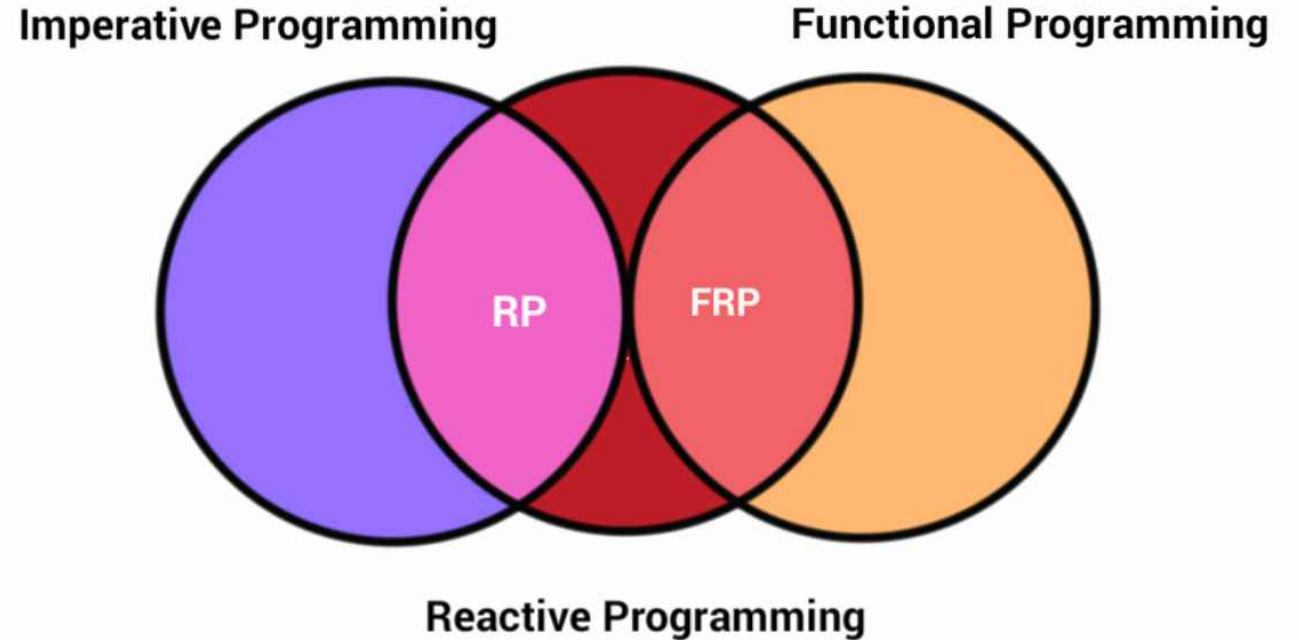 Imperative Programming
Functional Programming
RP
FRP
Reactive Programming